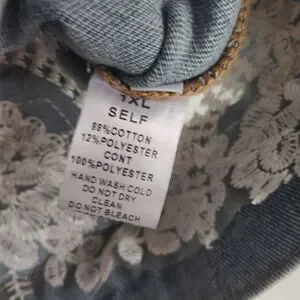 1XL
SELF
88%COTTON
12%POLYESTER
CONT
100%POLYESTER
HAND WASH COLD
DO NOT DRY
CLEAN
DO NOT BLEACH